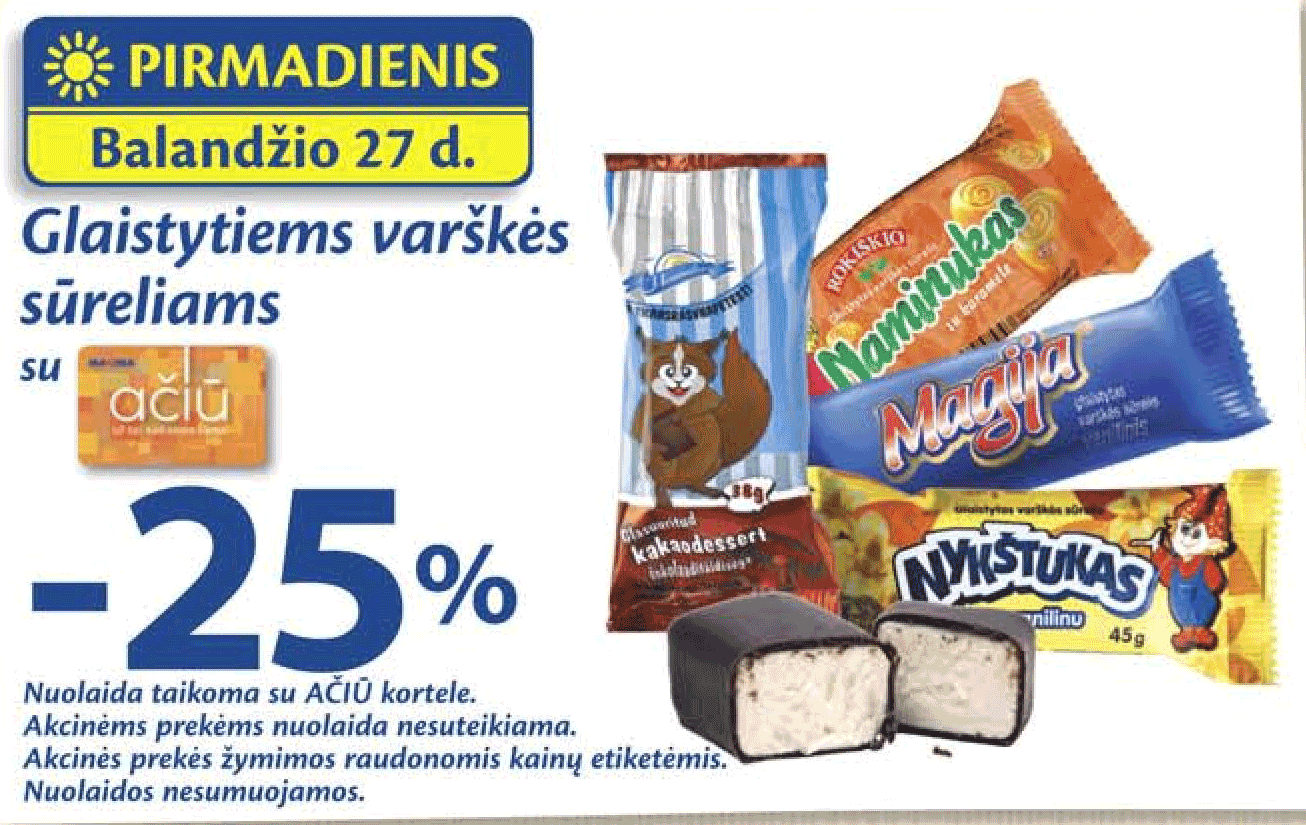 PIRMADIENIS
Balandžio 27 d.
Glaistytiems varškės
sūreliams
su
ačiū
-25%
Nuolaida taikoma su AČIŪ kortele.
Akcinėms prekėms nuolaida nesuteikiama.
Akcinės prekės žymimos raudonomis kainų etiketėmis.
Nuolaidos nesumuojamos.
ROKIŠKIO
Naminukas
su karamele
Magija
glaistytas
varškės sūrelis
vanilinis
38g
Glasuuritud
kakaodessert
glaistytas varškės sūrelis
NYKŠTUKAS
vanilinu
45g